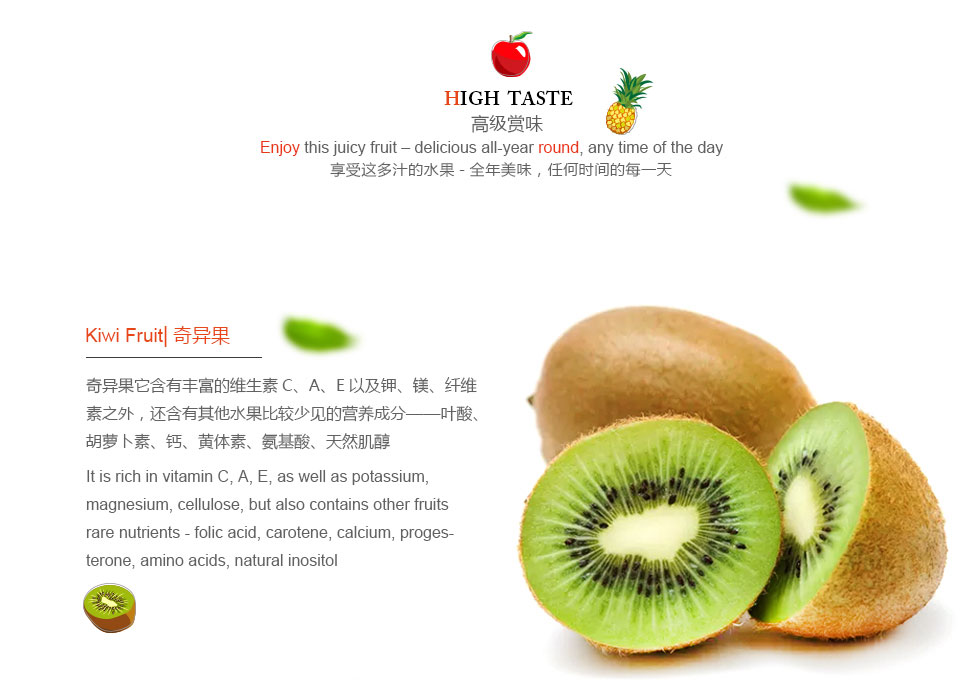 HIGH TASTE
高级赏味
Enjoy this juicy fruit – delicious all-year round, any time of the day
享受这多汁的水果 - 全年美味，任何时间的每一天
Kiwi Fruit| 奇异果
奇异果它含有丰富的维生素 C、A、E 以及钾、镁、纤维
素之外，还含有其他水果比较少见的营养成分——叶酸、
胡萝卜素、钙、黄体素、氨基酸、天然肌醇
It is rich in vitamin C, A, E, as well as potassium,
magnesium, cellulose, but also contains other fruits
rare nutrients - folic acid, carotene, calcium, proges-
terone, amino acids, natural inositol